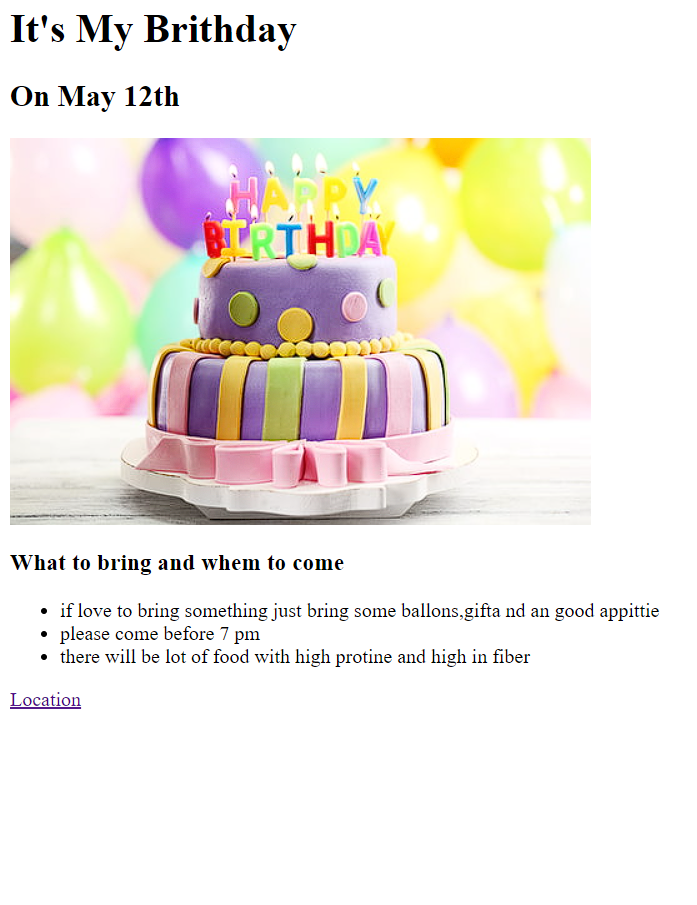 It's My Brithday
On May 12th
HAPPY
BIRTHDAY
What to bring and whem to come
if love to bring something just bring some ballons,gifta nd an good appittie
please come before 7 pm
there will be lot of food with high protine and high in fiber
Location